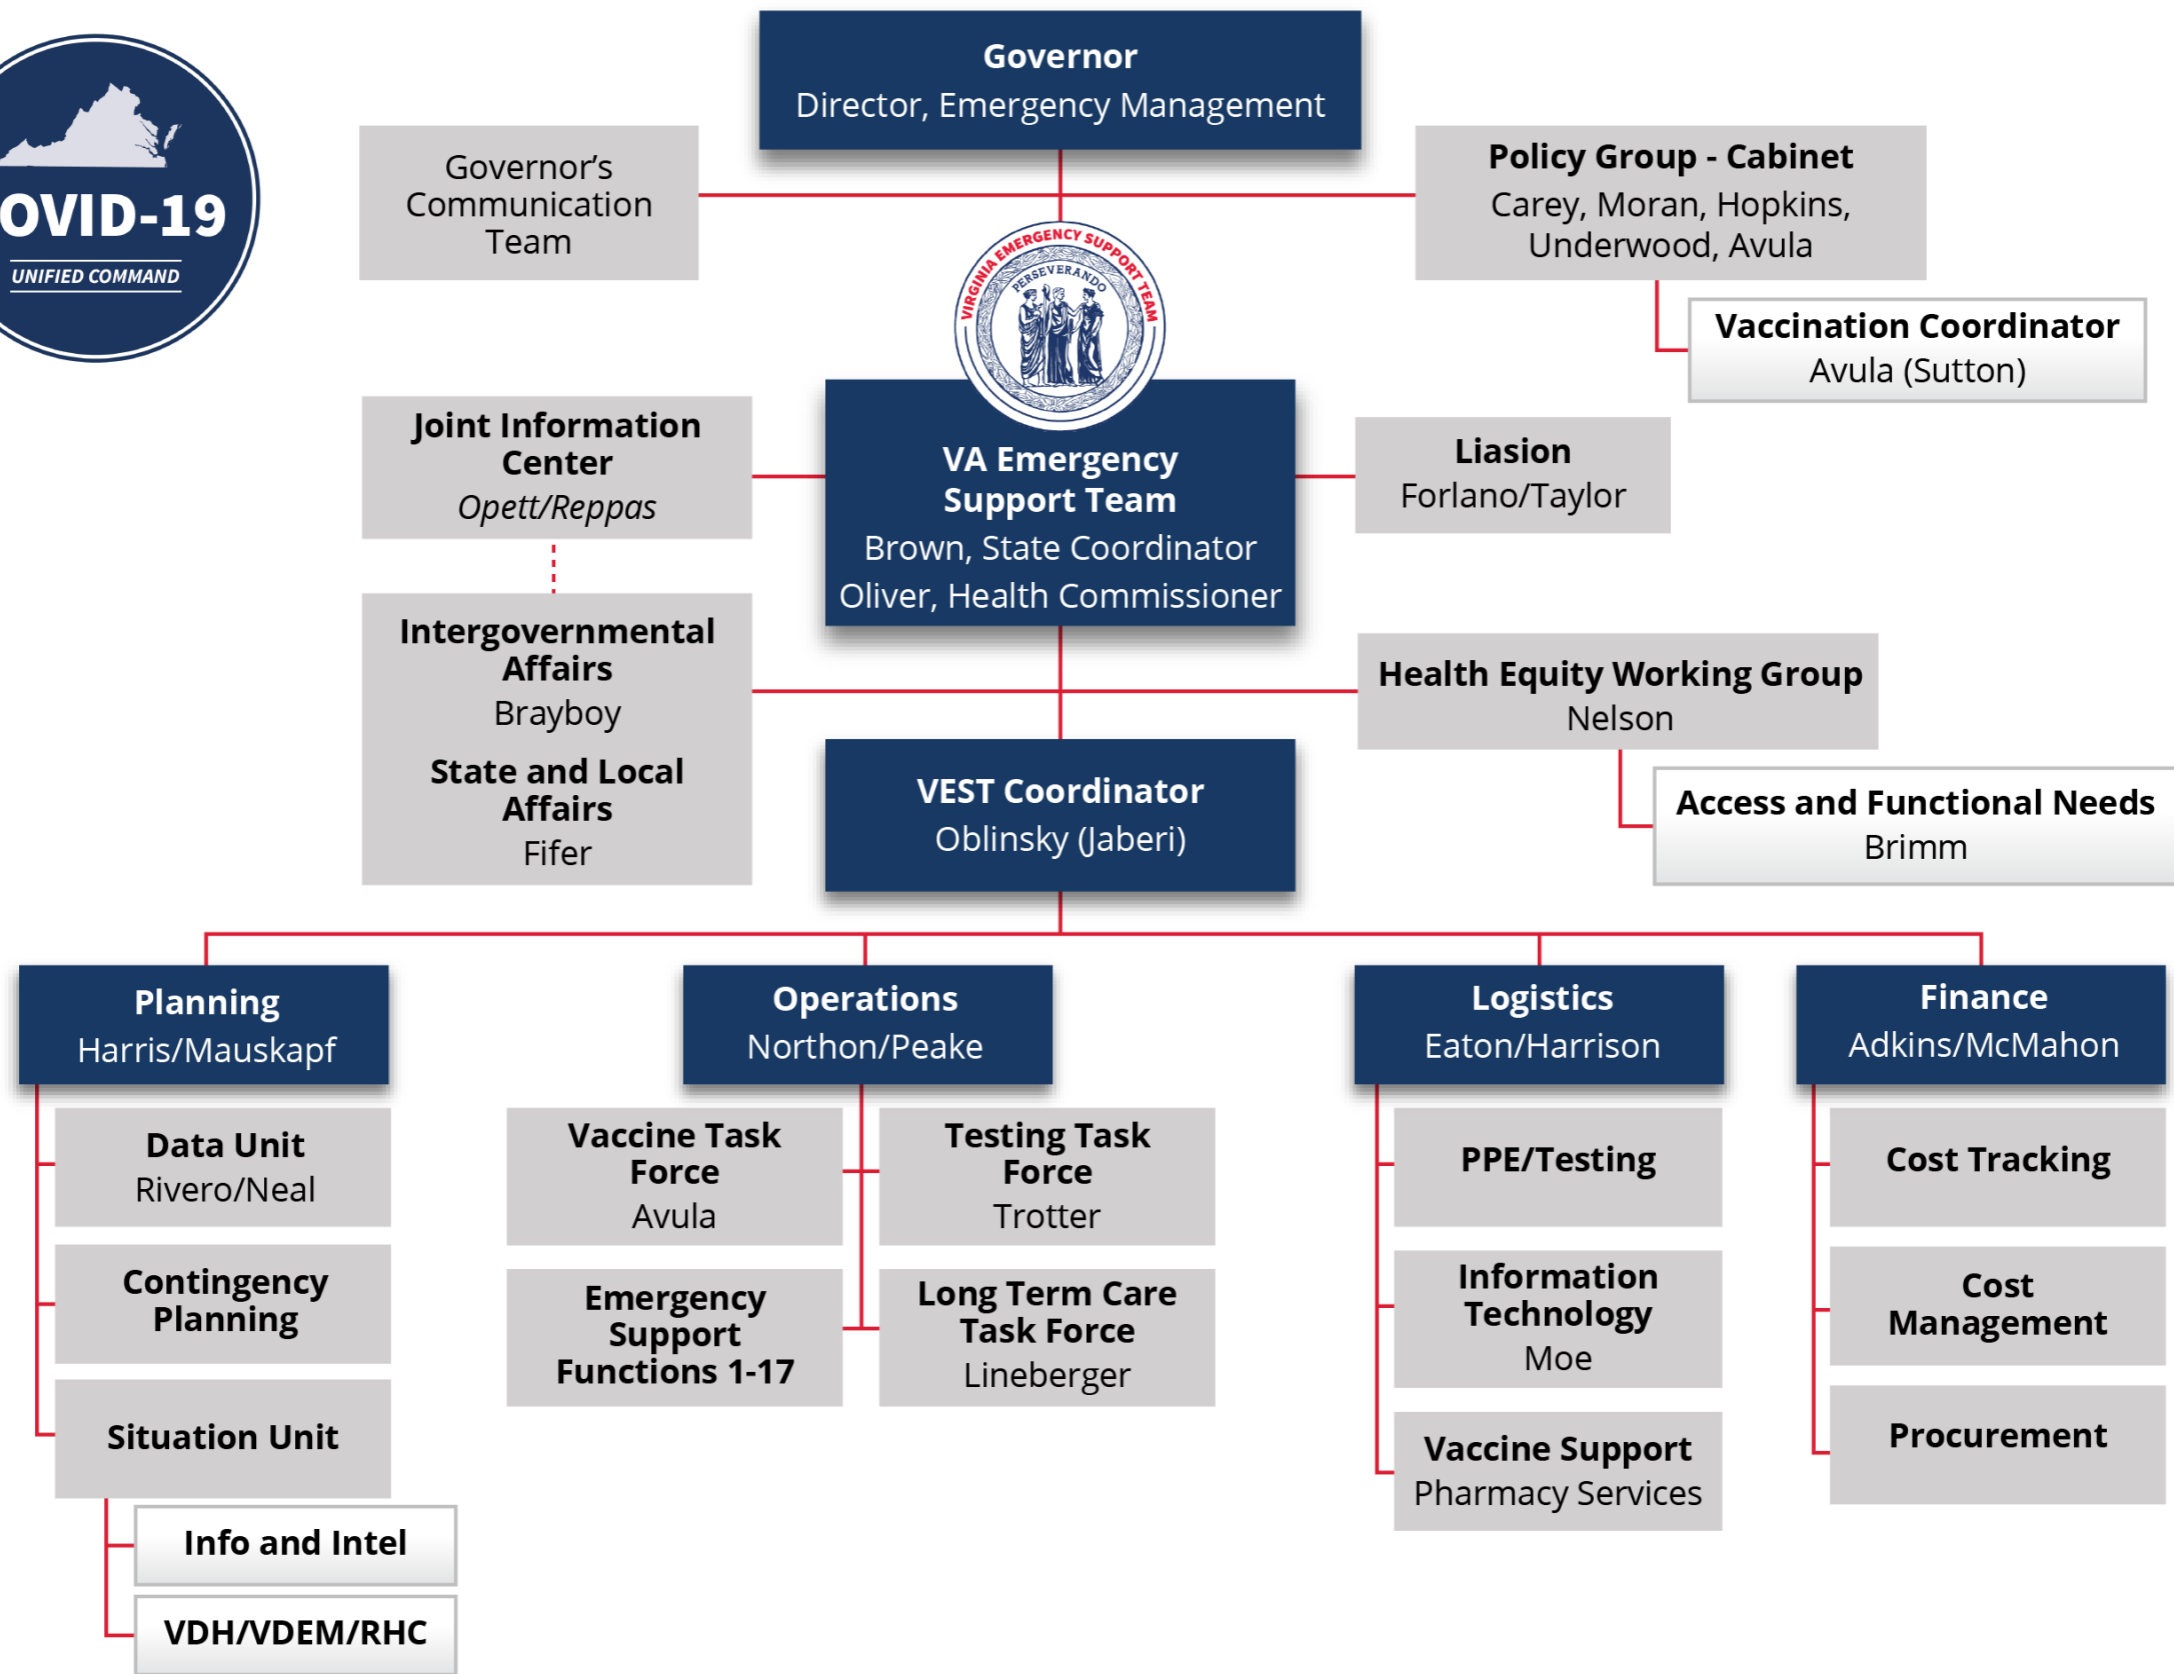 OVID-19
UNIFIED COMMAND
Governor
Director, Emergency Management
Governor’s
Communication
Team
Policy Group - Cabinet
Carey, Moran, Hopkins,
Underwood, Avula
Vaccination Coordinator
Avula (Sutton)
VIRGINIA EMERGENCY SUPPORT TEAM
PERSEVERANDO
Joint Information
Center
Opett/Reppas
VA Emergency
Support Team
Brown, State Coordinator
Oliver, Health Commissioner
Liasion
Forlano/Taylor
Intergovernmental
Affairs
Brayboy
State and Local
Affairs
Fifer
Health Equity Working Group
Nelson
Access and Functional Needs
Brimm
VEST Coordinator
Oblinsky (Jaberi)
Planning
Harris/Mauskapf
Data Unit
Rivero/Neal
Contingency
Planning
Situation Unit
Info and Intel
VDH/VDEM/RHC
Operations
Northon/Peake
Vaccine Task
Force
Avula
Testing Task
Force
Trotter
Emergency
Support
Functions 1-17
Long Term Care
Task Force
Lineberger
Logistics
Eaton/Harrison
PPE/Testing
Information
Technology
Moe
Vaccine Support
Pharmacy Services
Finance
Adkins/McMahon
Cost Tracking
Cost
Management
Procurement